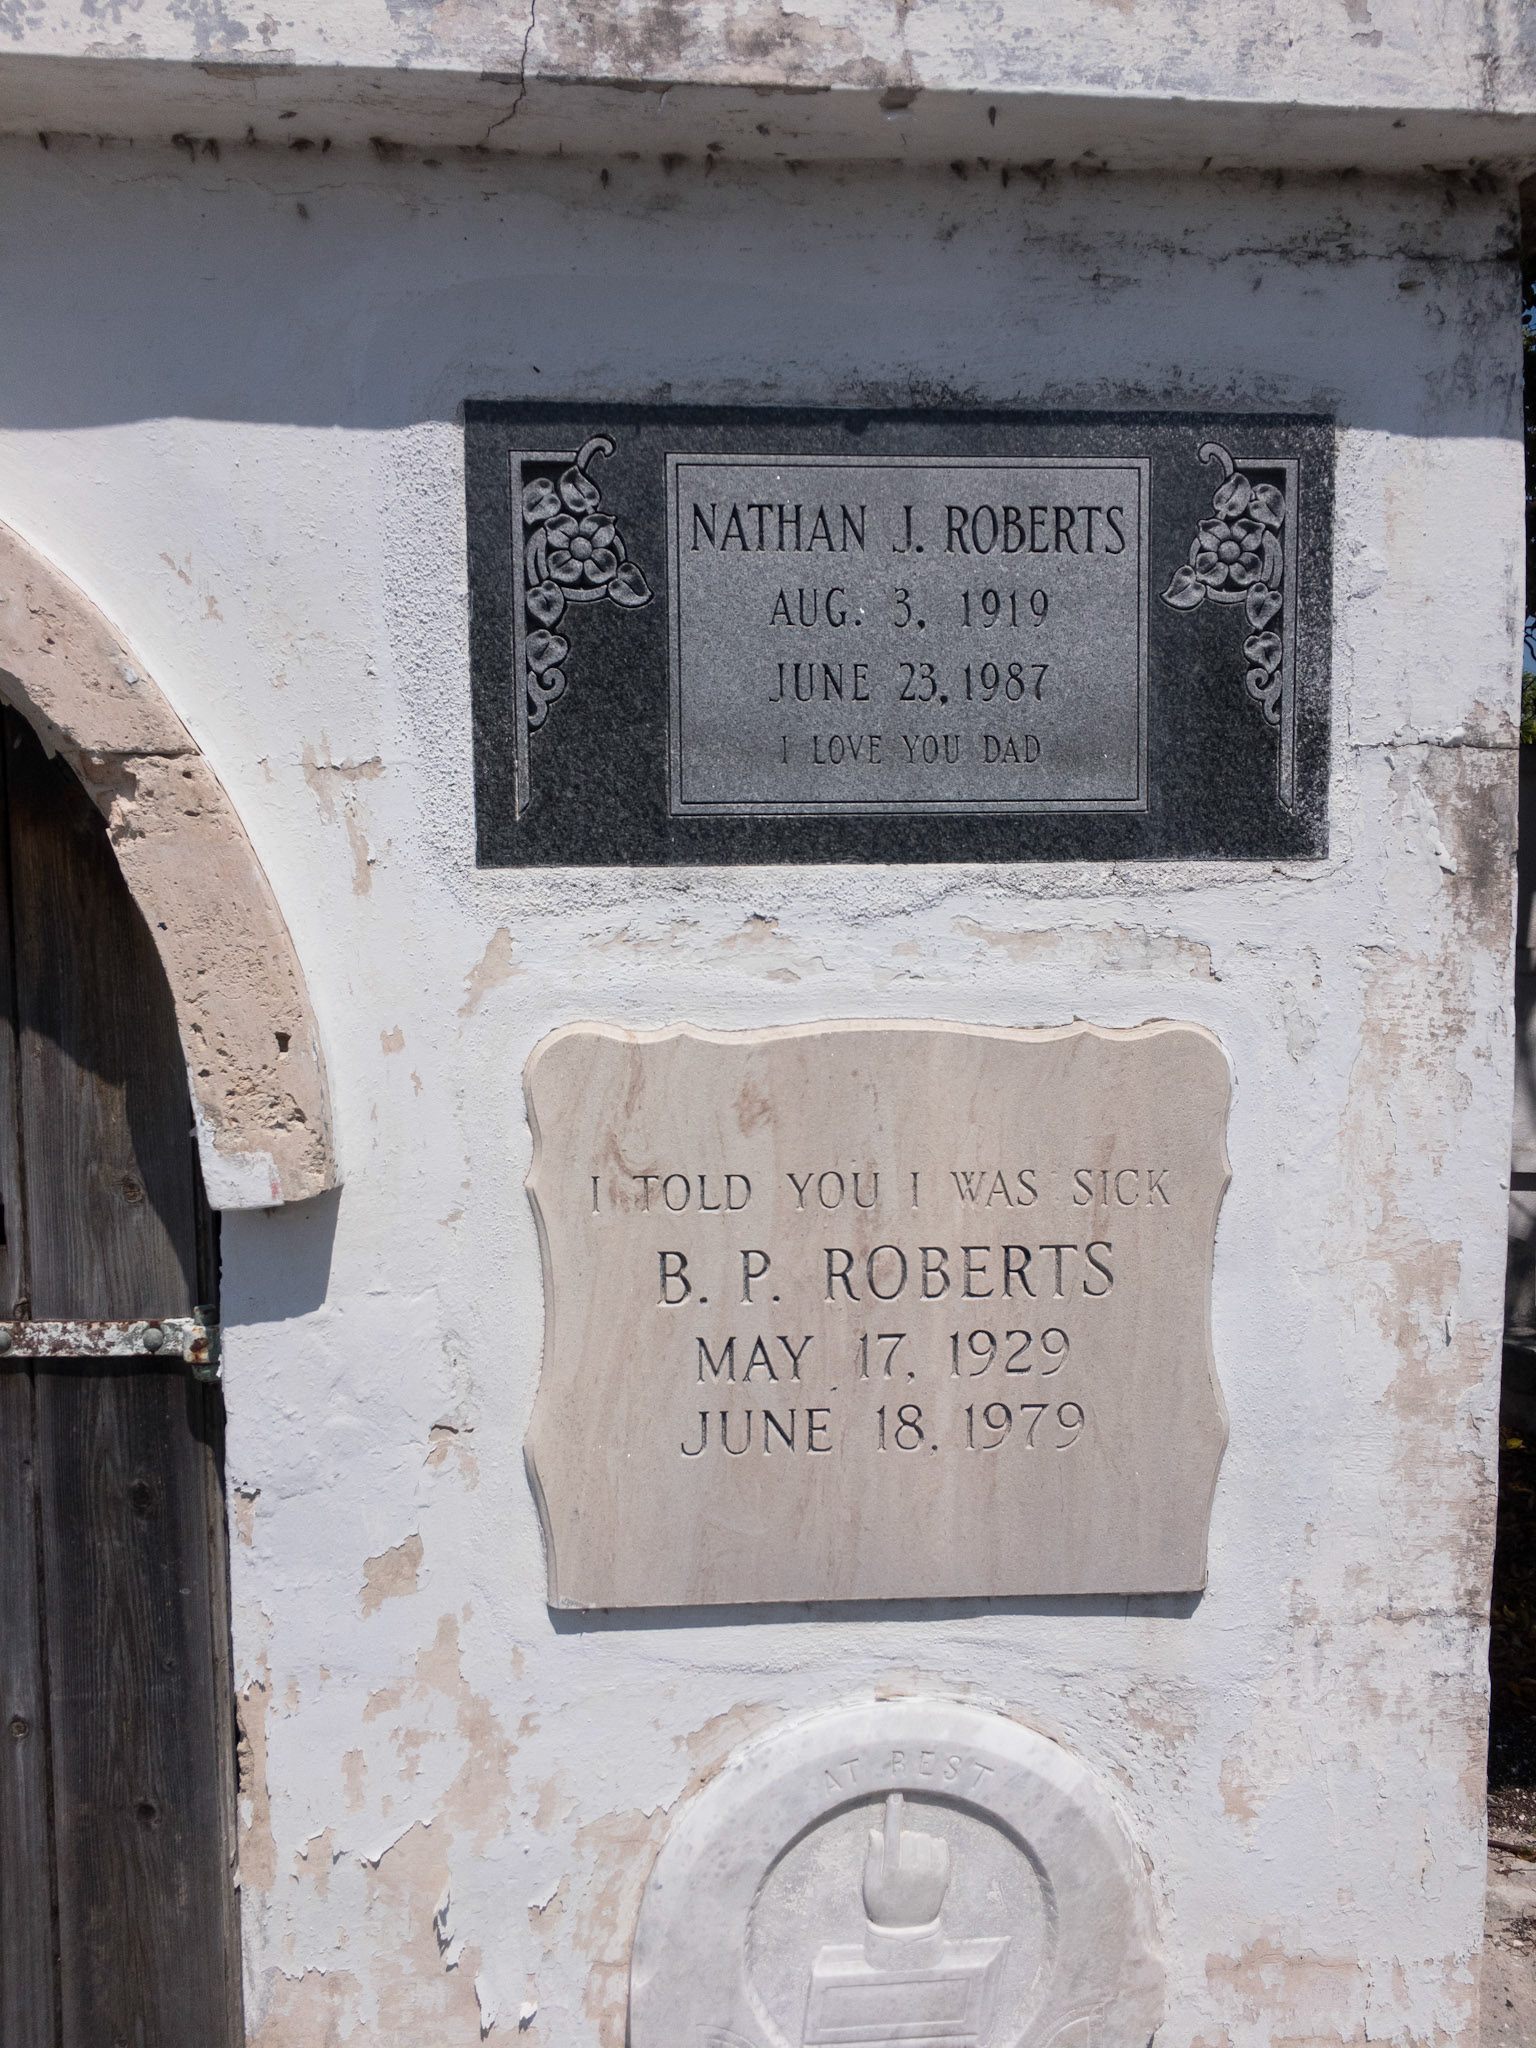 NATHAN J. ROBERTS
AUG. 3, 1919
JUNE 23, 1987
I LOVE YOU DAD
I TOLD YOU I WAS SICK
B. P. ROBERTS
MAY 17, 1929
JUNE 18, 1979
AT REST